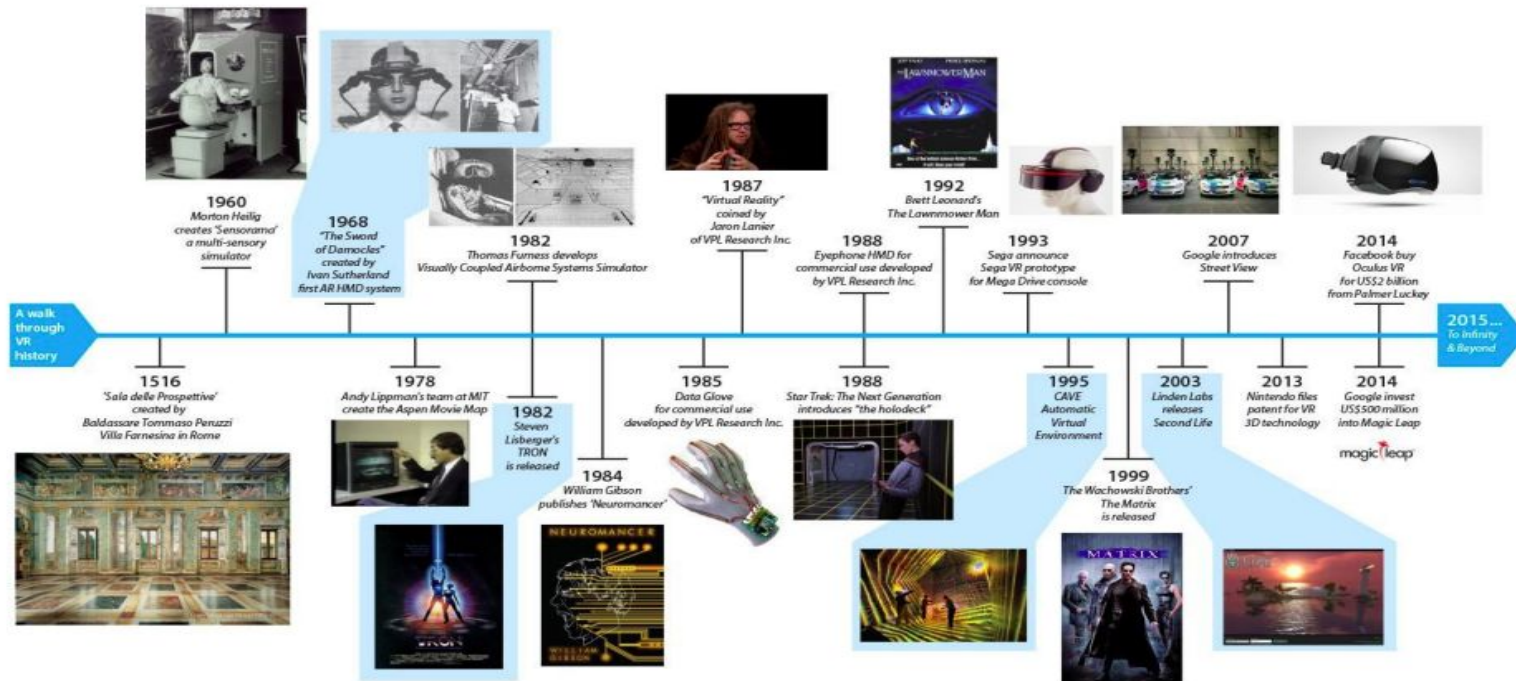 A walk
through
VR
history
1960
Morton Heilig
creates 'Sensorama'
a multi-sensory
simulator
1968
"The Sword
of Damocles"
created by
Ivan Sutherland
first AR HMD system
1982
Thomas Furness develops
Visually Coupled Airborne Systems Simulator
1987
"Virtual Reality"
coined by
Jaron Lanier
of VPL Research Inc.
1988
Eyephone HMD for
commercial use developed
by VPL Research Inc.
LAWNMOWER MAN
1992
Brett Leonard's
The Lawnmower Man
1993
Sega announce
Sega VR prototype
for Mega Drive console
2007
Google introduces
Street View
2014
Facebook buy
Oculus VR
for US$2 billion
from Palmer Luckey
2015...
To Infinity
& Beyond
1516
'Sala delle Prospettive'
created by
Baldassare Tommaso Peruzzi
Villa Farnesina in Rome
1978
Andy Lippman's team at MIT
create the Aspen Movie Map
1982
Steven
Lisberger's
TRON
is released
TRON
1984
William Gibson
publishes 'Neuromancer'
NEUROMANCER
WILLIAM
GIBSON
1985
Data Glove
for commercial use
developed by VPL Research Inc.
1988
Star Trek: The Next Generation
introduces "the holodeck"
1995
CAVE
Automatic
Virtual
Environment
1999
The Wachowski Brothers'
The Matrix
is released
MATRIX
2003
Linden Labs
releases
Second Life
2013
Nintendo files
patent for VR
3D technology
2014
Google invest
US$500 million
into Magic Leap
magic leap